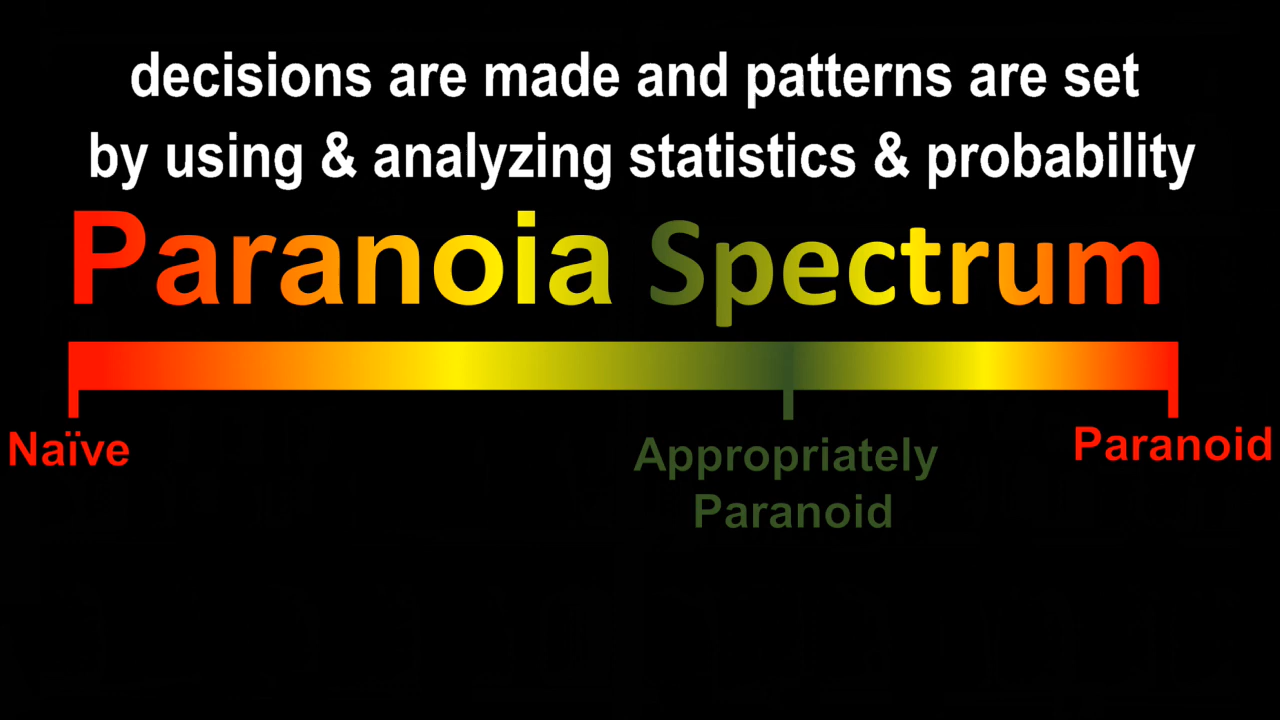 decisions are made and patterns are set
by using & analyzing statistics & probability
Paranoia Spectrum
Naïve
Appropriately
Paranoid
Paranoid